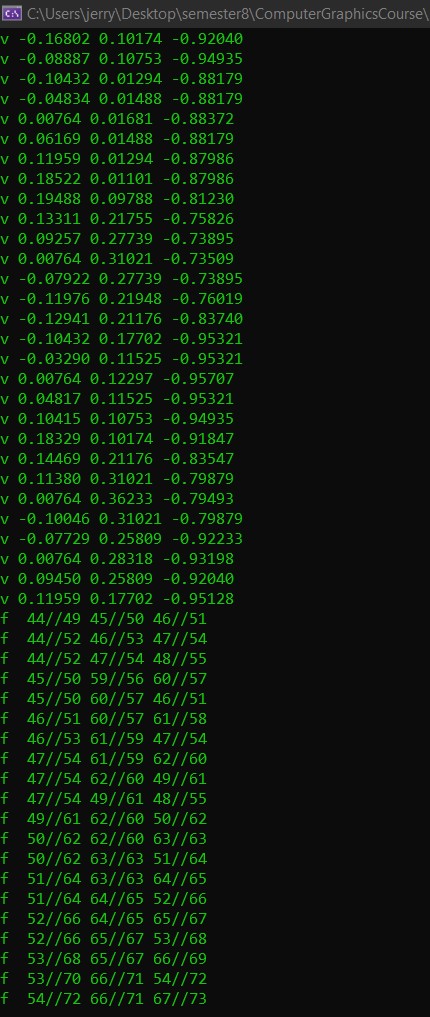 C:\Users\jerry\Desktop\semester8\ComputerGraphicsCourse\
v -0.16802 0.10174 -0.92040
v -0.08887 0.10753 -0.94935
v -0.10432 0.01294 -0.88179
v -0.04834 0.01488 -0.88179
v 0.00764 0.01681 -0.88372
v 0.06169 0.01488 -0.88179
v 0.11959 0.01294 -0.87986
v 0.18522 0.01101 -0.87986
v 0.19488 0.09788 -0.81230
v 0.13311 0.21755 -0.75826
v 0.09257 0.27739 -0.73895
v 0.00764 0.31021 -0.73509
v -0.07922 0.27739 -0.73895
v -0.11976 0.21948 -0.76019
v -0.12941 0.21176 -0.83740
v -0.10432 0.17702 -0.95321
v -0.03290 0.11525 -0.95321
v 0.00764 0.12297 -0.95707
v 0.04817 0.11525 -0.95321
v 0.10415 0.10753 -0.94935
v 0.18329 0.10174 -0.91847
v 0.14469 0.21176 -0.83547
v 0.11380 0.31021 -0.79879
v 0.00764 0.36233 -0.79493
v -0.10046 0.31021 -0.79879
v -0.07729 0.25809 -0.92233
v 0.00764 0.28318 -0.93198
v 0.09450 0.25809 -0.92040
v 0.11959 0.17702 -0.95128
f  44//49 45//50 46//51
f  44//52 46//53 47//54
f  44//52 47//54 48//55
f  45//50 59//56 60//57
f  45//50 60//57 46//51
f  46//51 60//57 61//58
f  46//53 61//59 47//54
f  47//54 61//59 62//60
f  47//54 62//60 49//61
f  47//54 49//61 48//55
f  49//61 62//60 50//62
f  50//62 62//60 63//63
f  50//62 63//63 51//64
f  51//64 63//63 64//65
f  51//64 64//65 52//66
f  52//66 64//65 65//67
f  52//66 65//67 53//68
f  53//68 65//67 66//69
f  53//70 66//71 54//72
f  54//72 66//71 67//73